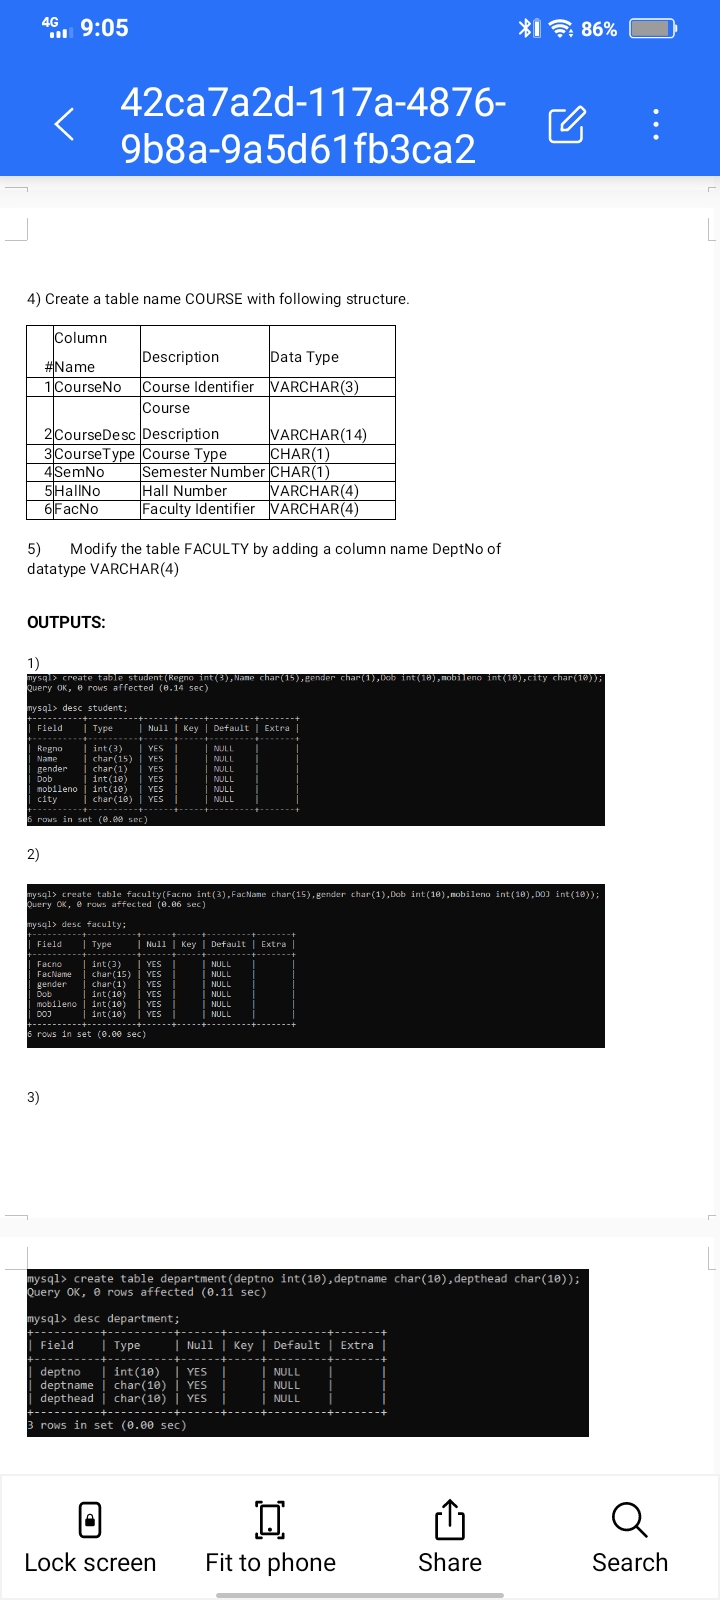 4G 9:05 86%
42ca7a2d-117a-4876-
9b8a-9a5d61fb3ca2
4) Create a table name COURSE with following structure.
Column
#Name Description Data Type
1 CourseNo Course Identifier VARCHAR(3)
Course
2 CourseDesc Description VARCHAR(14)
3 CourseType Course Type CHAR(1)
4 SemNo Semester Number CHAR(1)
5 HallNo Hall Number VARCHAR(4)
6 FacNo Faculty Identifier VARCHAR(4)
5) Modify the table FACULTY by adding a column name DeptNo of
datatype VARCHAR(4)
OUTPUTS:
1)
mysql> create table student(Regno int(3),Name char(15),gender char(1),Dob int(10),mobileno int(10),city char(10));
Query OK, 0 rows affected (0.14 sec)
mysql> desc student;
+----------+----------+------+-----+---------+-------+
| Field | Type | Null | Key | Default | Extra |
+----------+----------+------+-----+---------+-------+
| Regno | int(3) | YES | | NULL | |
| Name | char(15) | YES | | NULL | |
| gender | char(1) | YES | | NULL | |
| Dob | int(10) | YES | | NULL | |
| mobileno | int(10) | YES | | NULL | |
| city | char(10) | YES | | NULL | |
+----------+----------+------+-----+---------+-------+
6 rows in set (0.00 sec)
2)
mysql> create table faculty(Facno int(3),FacName char(15),gender char(1),Dob int(10),mobileno int(10),DOJ int(10));
Query OK, 0 rows affected (0.06 sec)
mysql> desc faculty;
+----------+----------+------+-----+---------+-------+
| Field | Type | Null | Key | Default | Extra |
+----------+----------+------+-----+---------+-------+
| Facno | int(3) | YES | | NULL | |
| FacName | char(15) | YES | | NULL | |
| gender | char(1) | YES | | NULL | |
| Dob | int(10) | YES | | NULL | |
| mobileno | int(10) | YES | | NULL | |
| DOJ | int(10) | YES | | NULL | |
+----------+----------+------+-----+---------+-------+
6 rows in set (0.00 sec)
3)
mysql> create table department(deptno int(10),deptname char(10),depthead char(10));
Query OK, 0 rows affected (0.11 sec)
mysql> desc department;
+----------+----------+------+-----+---------+-------+
| Field | Type | Null | Key | Default | Extra |
+----------+----------+------+-----+---------+-------+
| deptno | int(10) | YES | | NULL | |
| deptname | char(10) | YES | | NULL | |
| depthead | char(10) | YES | | NULL | |
+----------+----------+------+-----+---------+-------+
3 rows in set (0.00 sec)
Lock screen Fit to phone Share Search